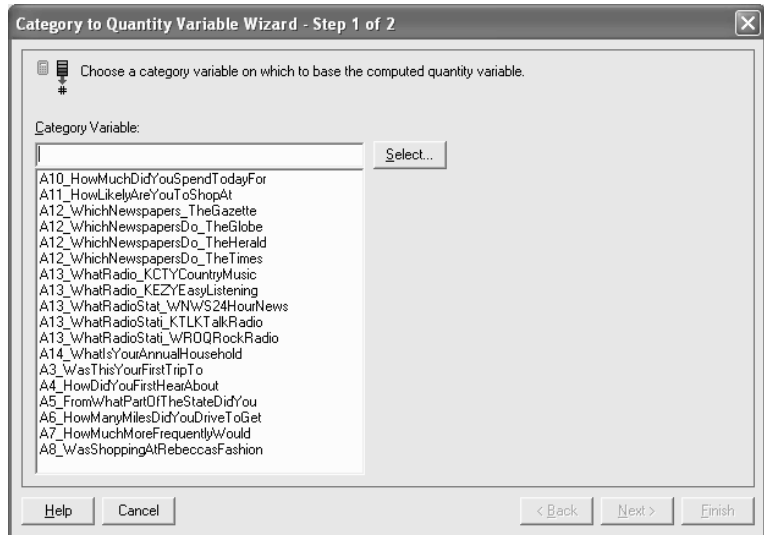 Category to Quantity Variable Wizard - Step 1 of 2
Choose a category variable on which to base the computed quantity variable.
#
Category Variable:
Select...
A10_HowMuchDidYouSpendTodayFor
A11_HowLikelyAreYouToShopAt
A12_WhichNewspapers_TheGazette
A12_WhichNewspapersDo_TheGlobe
A12_WhichNewspapersDo_TheHerald
A12_WhichNewspapersDo_TheTimes
A13_WhatRadio_KCTYCountryMusic
A13_WhatRadio_KEZYEasyListening
A13_WhatRadioStat_WNWS24HourNews
A13_WhatRadioStati_KTLKTalkRadio
A13_WhatRadioStati_WROQRockRadio
A14_WhatIsYourAnnualHousehold
A3_WasThisYourFirstTripTo
A4_HowDidYouFirstHearAbout
A5_FromWhatPartOfTheStateDidYou
A6_HowManyMilesDidYouDriveToGet
A7_HowMuchMoreFrequentlyWould
A8_WasShoppingAtRebeccasFashion
Help Cancel < Back Next > Finish